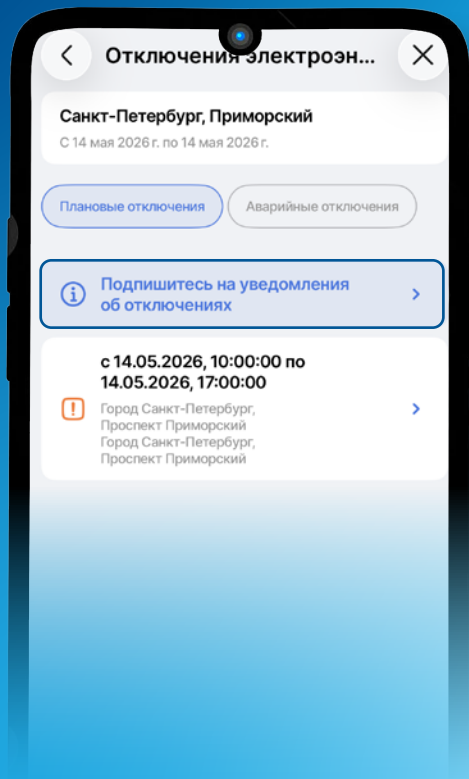 Отключения электроэн...
Санкт-Петербург, Приморский
С 14 мая 2026 г. по 14 мая 2026 г.
Плановые отключения
Аварийные отключения
Подпишитесь на уведомления
об отключениях
с 14.05.2026, 10:00:00 по
14.05.2026, 17:00:00
Город Санкт-Петербург,
Проспект Приморский
Город Санкт-Петербург,
Проспект Приморский